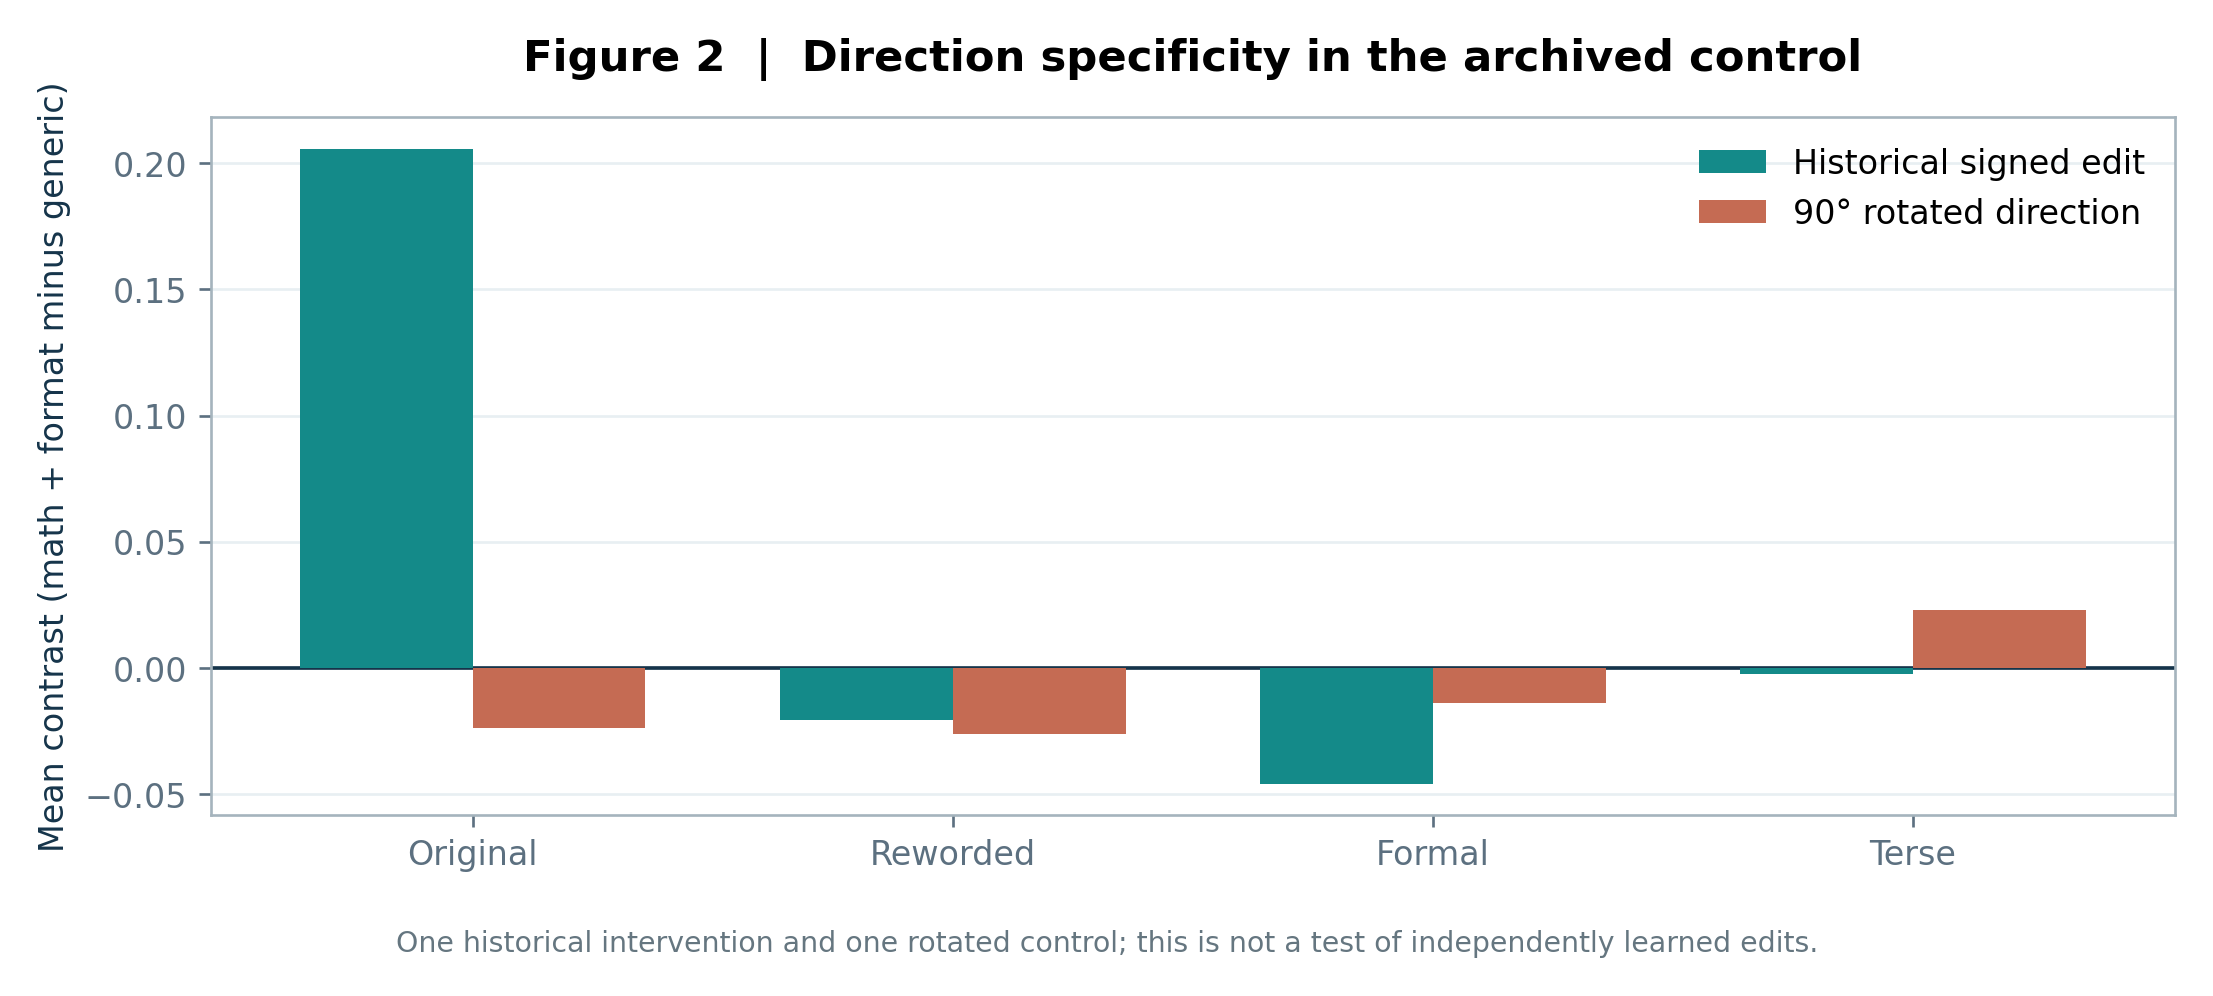 Figure 2 | Direction specificity in the archived control
Mean contrast (math + format minus generic)
0.20
0.15
0.10
0.05
0.00
−0.05
Historical signed edit
90° rotated direction
Original
Reworded
Formal
Terse
One historical intervention and one rotated control; this is not a test of independently learned edits.